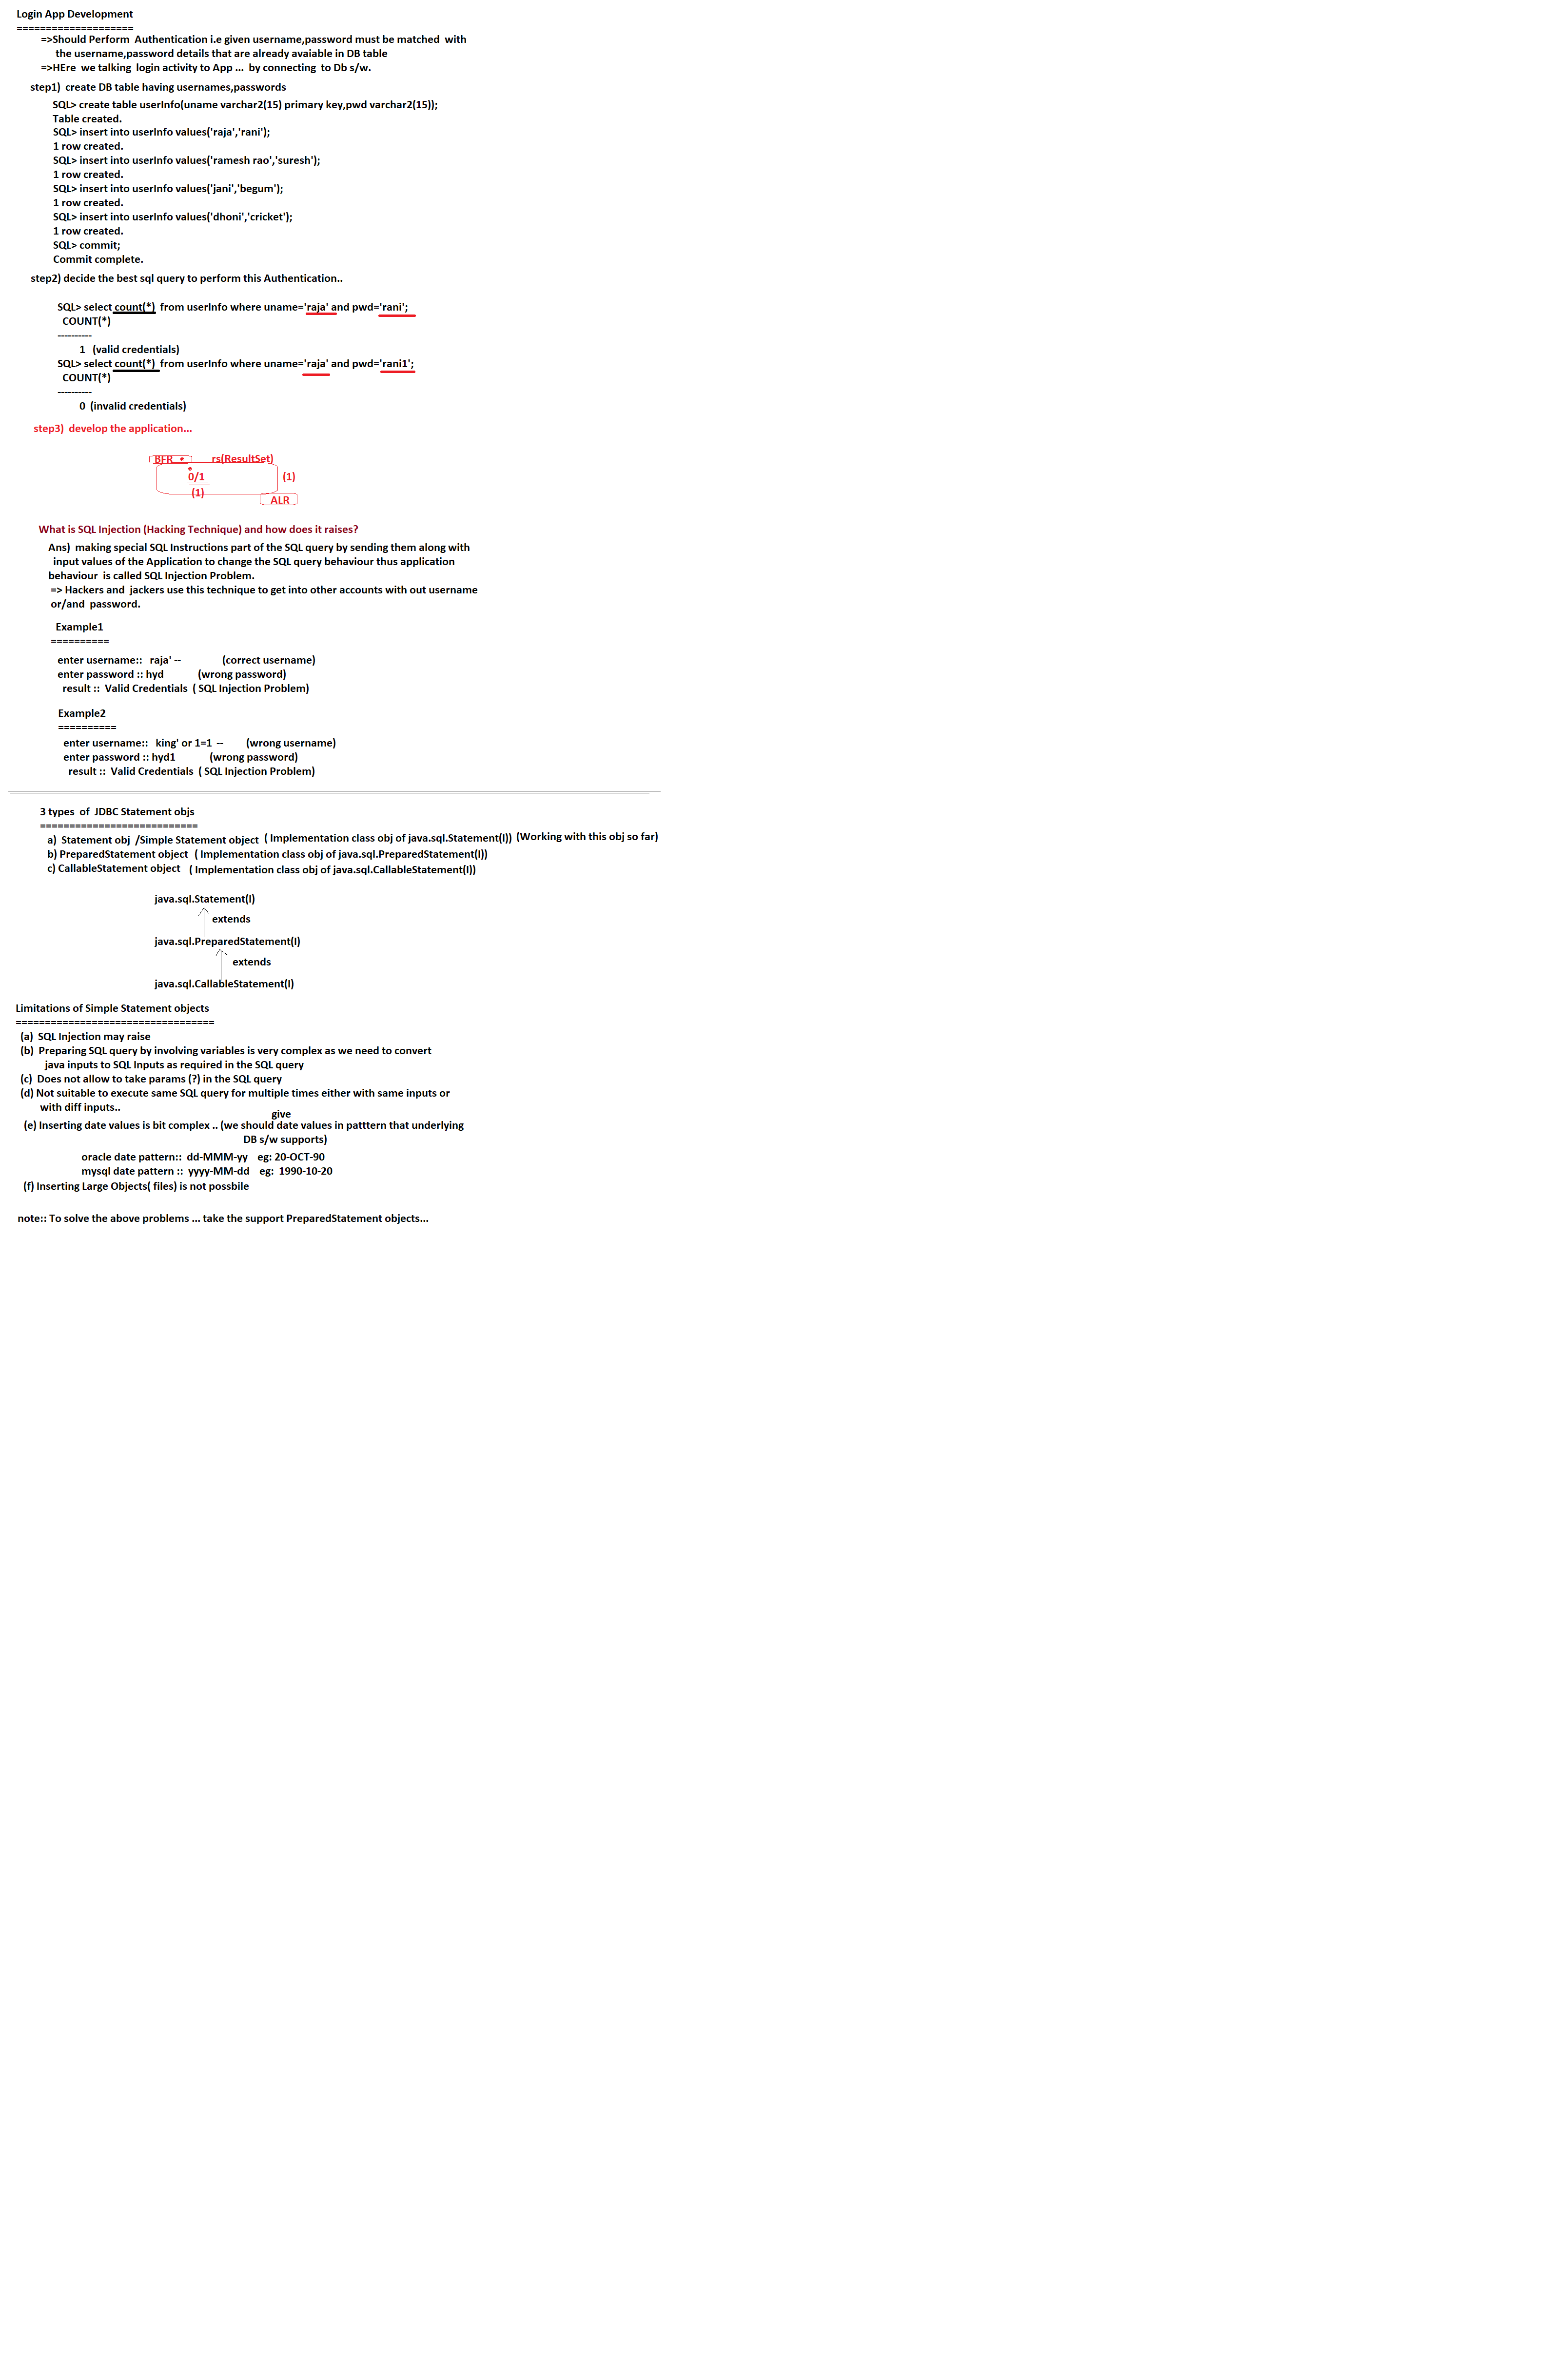 Login App Development
====================
=>Should Perform  Authentication i.e given username,password must be matched  with
the username,password details that are already avaiable in DB table
=>HEre  we talking  login activity to App ...  by connecting  to Db s/w.
step1)  create DB table having usernames,passwords
SQL> create table userInfo(uname varchar2(15) primary key,pwd varchar2(15));
Table created.
SQL> insert into userInfo values('raja','rani');
1 row created.
SQL> insert into userInfo values('ramesh rao','suresh');
1 row created.
SQL> insert into userInfo values('jani','begum');
1 row created.
SQL> insert into userInfo values('dhoni','cricket');
1 row created.
SQL> commit;
Commit complete.
step2) decide the best sql query to perform this Authentication..
SQL> select count(*)  from userInfo where uname='raja' and pwd='rani';
COUNT(*)
----------
1   (valid credentials)
SQL> select count(*)  from userInfo where uname='raja' and pwd='rani1';
COUNT(*)
----------
0  (invalid credentials)
step3)  develop the application...
BFR    rs(ResultSet)
0/1    (1)
(1)
ALR
What is SQL Injection (Hacking Technique) and how does it raises?
Ans)  making special SQL Instructions part of the SQL query by sending them along with
input values of the Application to change the SQL query behaviour thus application
behaviour  is called SQL Injection Problem.
=> Hackers and  jackers use this technique to get into other accounts with out username
or/and  password.
Example1
==========
enter username::   raja' --    (correct username)
enter password :: hyd    (wrong password)
result ::  Valid Credentials  ( SQL Injection Problem)
Example2
==========
enter username::   king' or 1=1  --    (wrong username)
enter password :: hyd1    (wrong password)
result ::  Valid Credentials  ( SQL Injection Problem)
3 types  of  JDBC Statement objs
===========================
a)  Statement obj  /Simple Statement object  ( Implementation class obj of java.sql.Statement(I))  (Working with this obj so far)
b) PreparedStatement object  ( Implementation class obj of java.sql.PreparedStatement(I))
c) CallableStatement object   ( Implementation class obj of java.sql.CallableStatement(I))
java.sql.Statement(I)
extends
java.sql.PreparedStatement(I)
extends
java.sql.CallableStatement(I)
Limitations of Simple Statement objects
==================================
(a)  SQL Injection may raise
(b)  Preparing SQL query by involving variables is very complex as we need to convert
java inputs to SQL Inputs as required in the SQL query
(c)  Does not allow to take params (?) in the SQL query
(d) Not suitable to execute same SQL query for multiple times either with same inputs or
with diff inputs..
give
(e) Inserting date values is bit complex .. (we should date values in patttern that underlying
DB s/w supports)
oracle date pattern::  dd-MMM-yy    eg: 20-OCT-90
mysql date pattern ::  yyyy-MM-dd    eg:  1990-10-20
(f) Inserting Large Objects( files) is not possbile
note:: To solve the above problems ... take the support PreparedStatement objects...